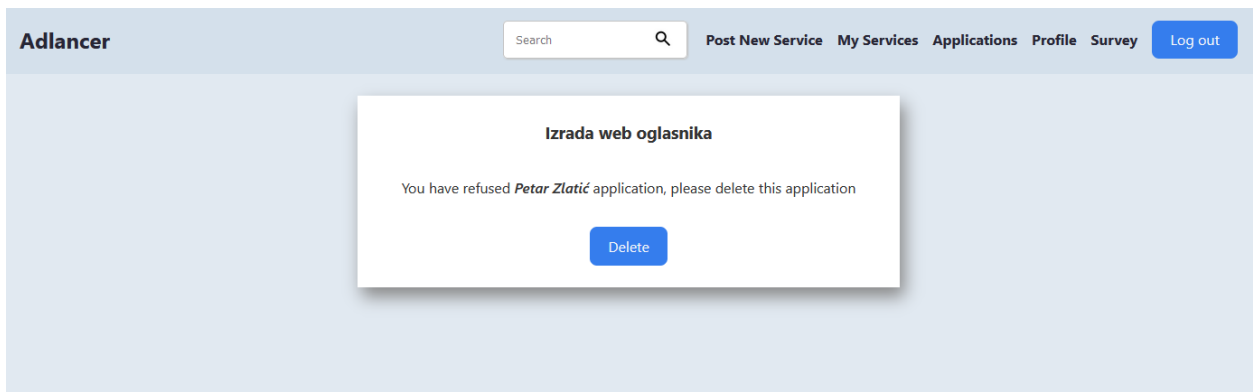 Adlancer
Search
Post New Service
My Services
Applications
Profile
Survey
Log out
Izrada web oglasnika
You have refused Petar Zlatić application, please delete this application
Delete